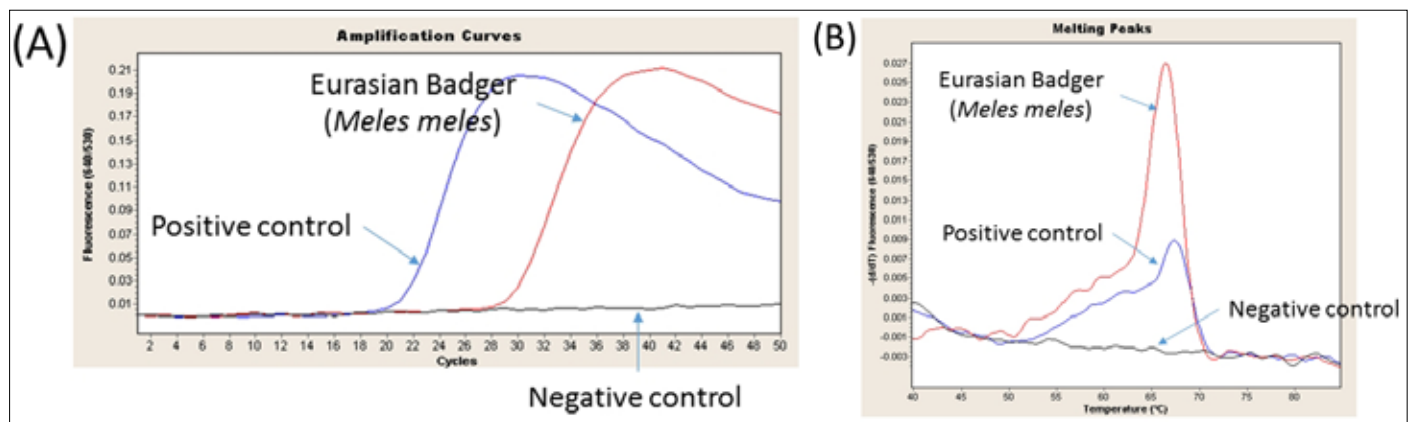 (A)
Amplification Curves
Fluorescence (640/530)
0.21
0.19
0.17
0.15
0.13
0.11
0.09
0.07
0.05
0.03
0.01
Eurasian Badger
(Meles meles)
Positive control
2 4 6 8 10 12 14 16 18 20 22 24 26 28 30 32 34 36 38 40 42 44 46 48 50
Cycles
Negative control
(B)
Melting Peaks
-(d/dT) Fluorescence (640/530)
0.027
0.025
0.023
0.021
0.019
0.017
0.015
0.013
0.011
0.009
0.007
0.005
0.003
0.001
-0.001
-0.003
Eurasian Badger
(Meles meles)
Positive control
Negative control
40 45 50 55 60 65 70 75 80
Temperature (°C)